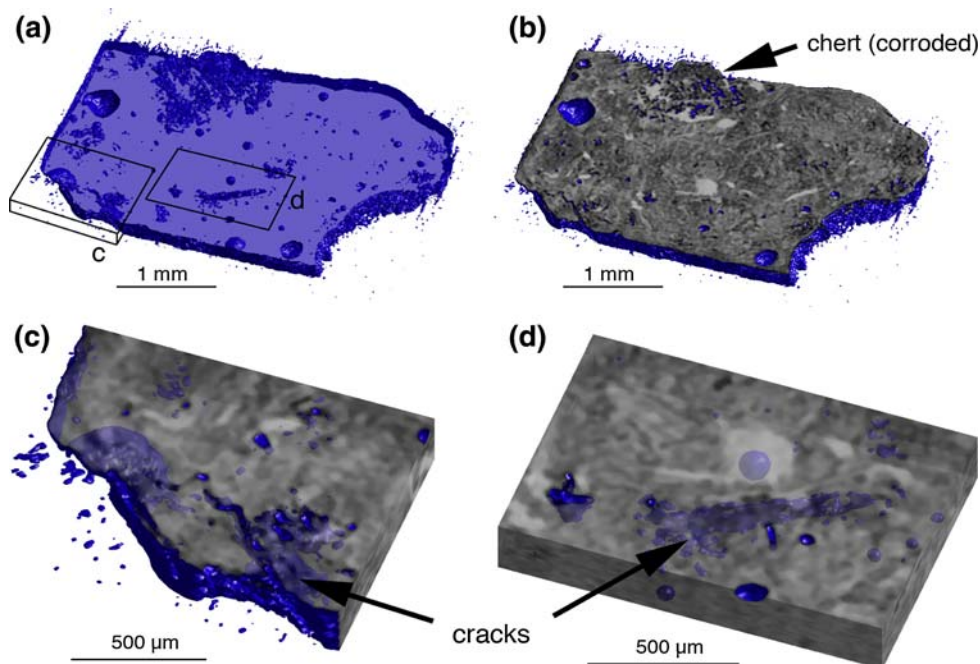 (a)
(b)
chert (corroded)
d
c
1 mm
1 mm
(c)
(d)
cracks
500 µm
500 µm